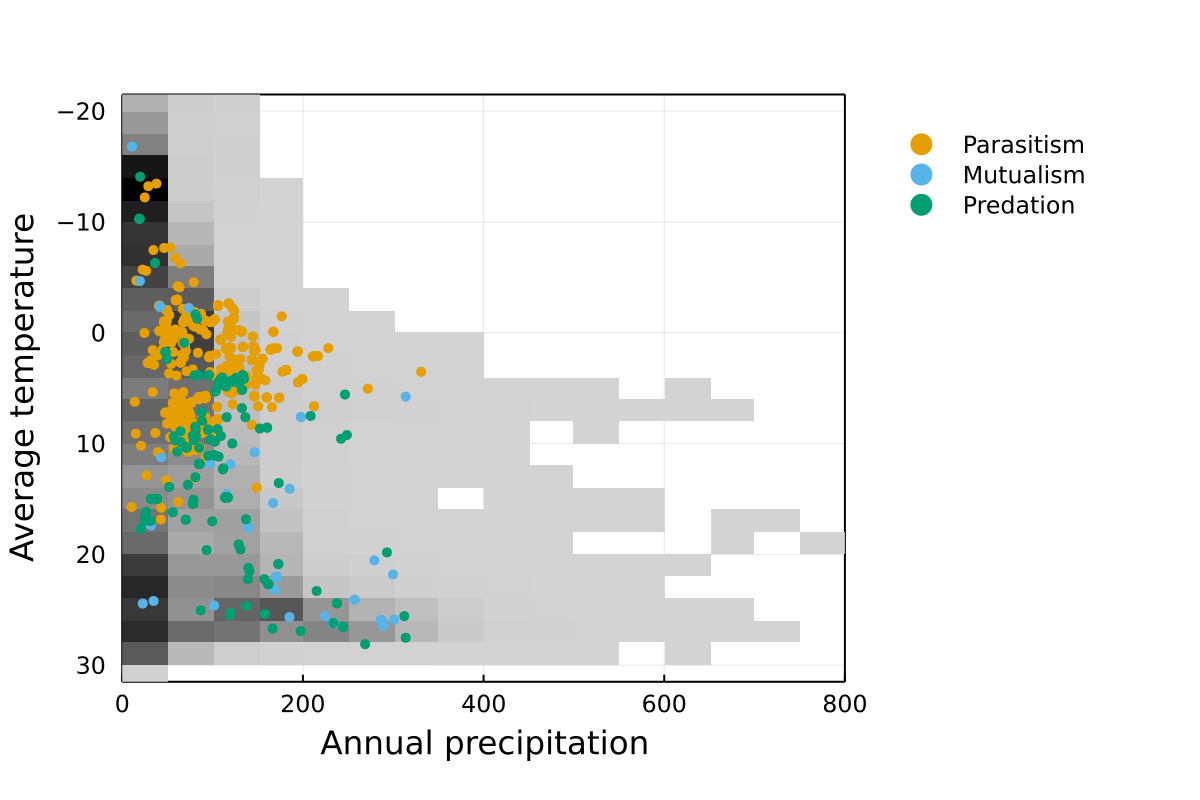 −20
−10
0
10
20
30
Average temperature
0 200 400 600 800
Annual precipitation
Parasitism
Mutualism
Predation